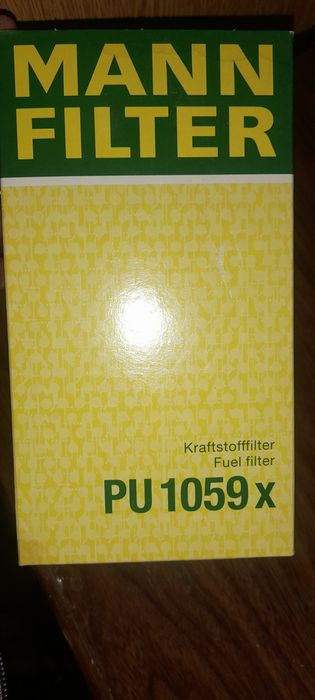 MANN
FILTER
Kraftstofffilter
Fuel filter
PU 1059 x